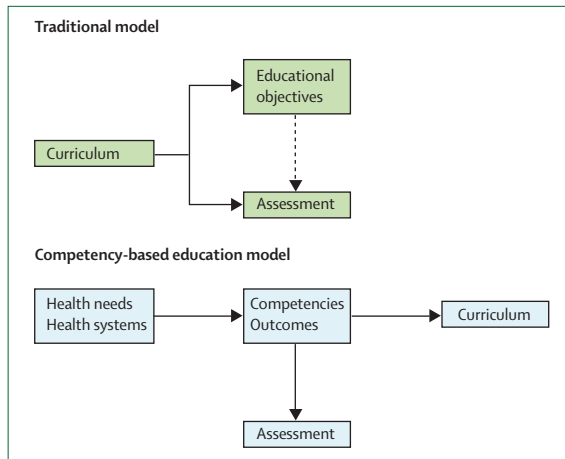 Traditional model
Educational
objectives
Curriculum
Assessment
Competency-based education model
Health needs
Health systems
Competencies
Outcomes
Curriculum
Assessment